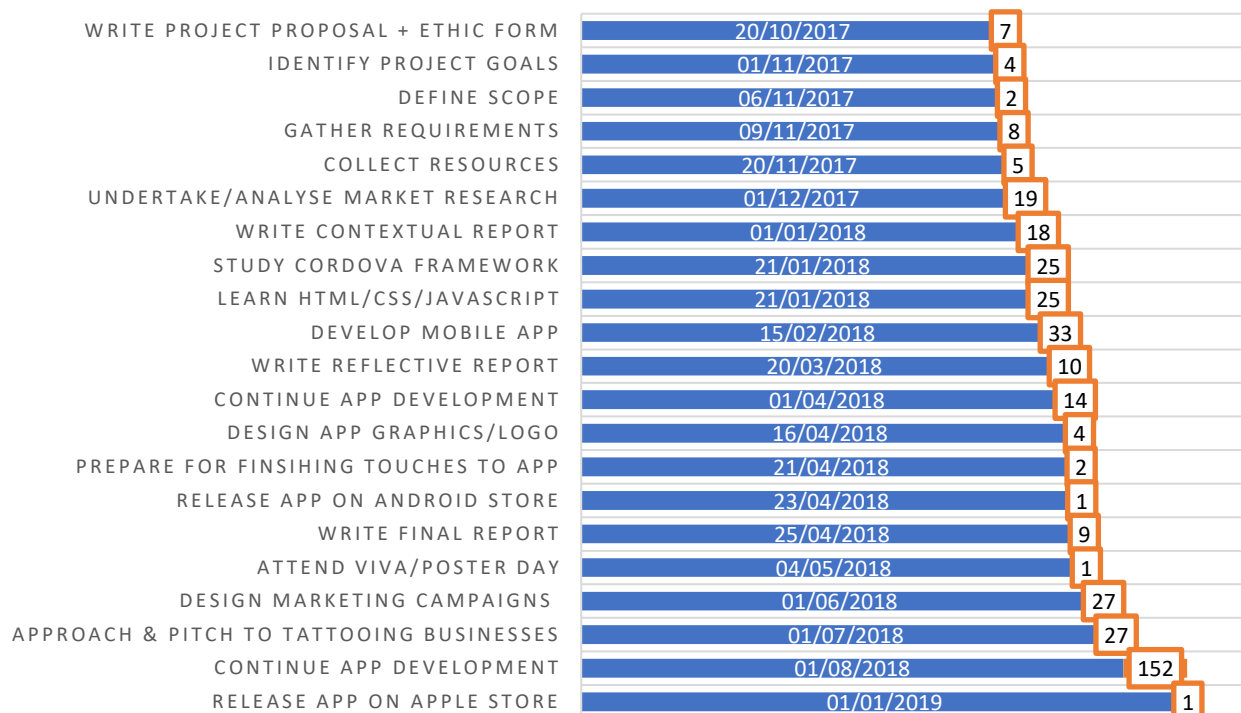 WRITE PROJECT PROPOSAL + ETHIC FORM 20/10/2017 7
IDENTIFY PROJECT GOALS 01/11/2017 4
DEFINE SCOPE 06/11/2017 2
GATHER REQUIREMENTS 09/11/2017 8
COLLECT RESOURCES 20/11/2017 5
UNDERTAKE/ANALYSE MARKET RESEARCH 01/12/2017 19
WRITE CONTEXTUAL REPORT 01/01/2018 18
STUDY CORDOVA FRAMEWORK 21/01/2018 25
LEARN HTML/CSS/JAVASCRIPT 21/01/2018 25
DEVELOP MOBILE APP 15/02/2018 33
WRITE REFLECTIVE REPORT 20/03/2018 10
CONTINUE APP DEVELOPMENT 01/04/2018 14
DESIGN APP GRAPHICS/LOGO 16/04/2018 4
PREPARE FOR FINSIHING TOUCHES TO APP 21/04/2018 2
RELEASE APP ON ANDROID STORE 23/04/2018 1
WRITE FINAL REPORT 25/04/2018 9
ATTEND VIVA/POSTER DAY 04/05/2018 1
DESIGN MARKETING CAMPAIGNS 01/06/2018 27
APPROACH & PITCH TO TATTOOING BUSINESSES 01/07/2018 27
CONTINUE APP DEVELOPMENT 01/08/2018 152
RELEASE APP ON APPLE STORE 01/01/2019 1